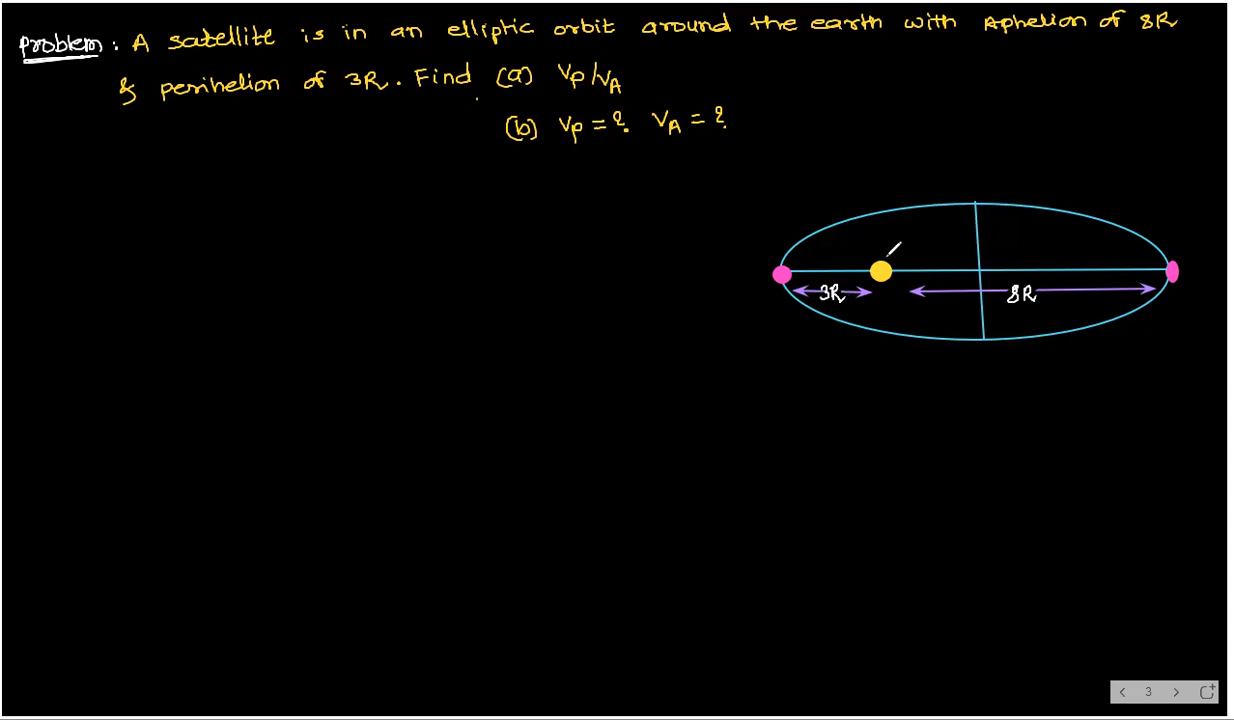 Problem : A satellite is in an elliptic orbit around the earth with Aphelion of 8R
& perihelion of 3R. Find (a) Vp/VA
(b) Vp = ? VA = ?
3R 8R
3